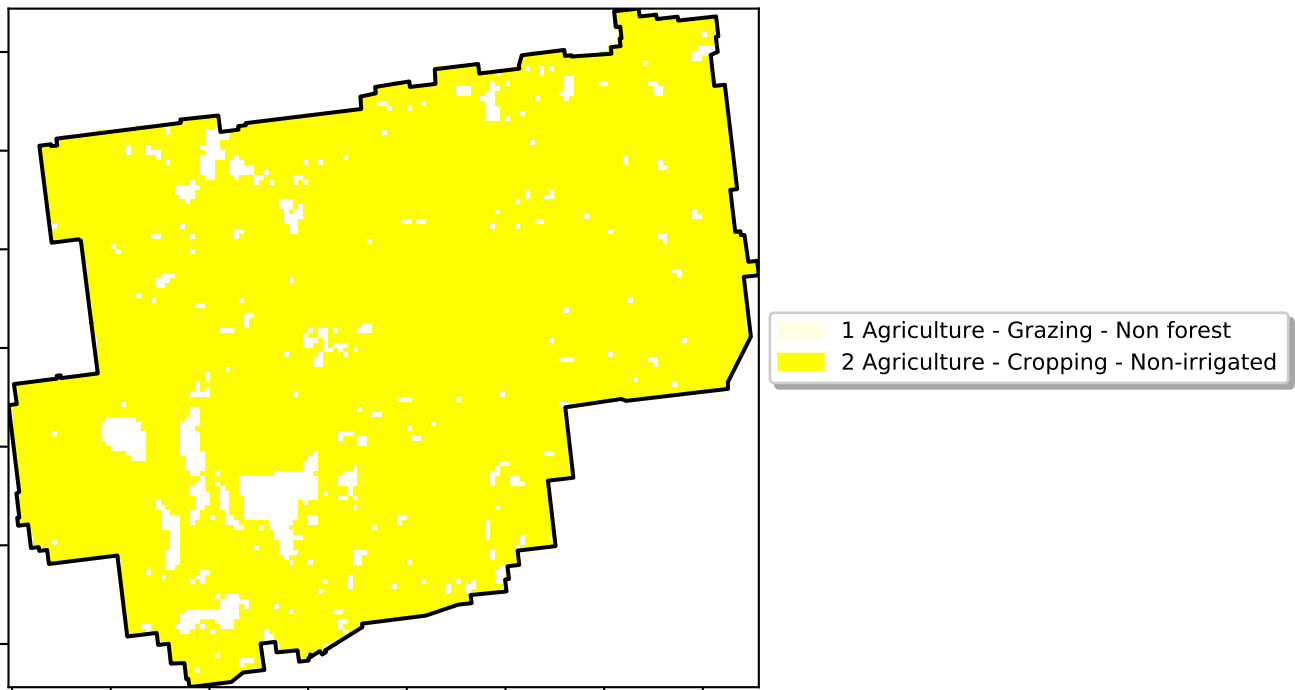 1 Agriculture - Grazing - Non forest
2 Agriculture - Cropping - Non-irrigated